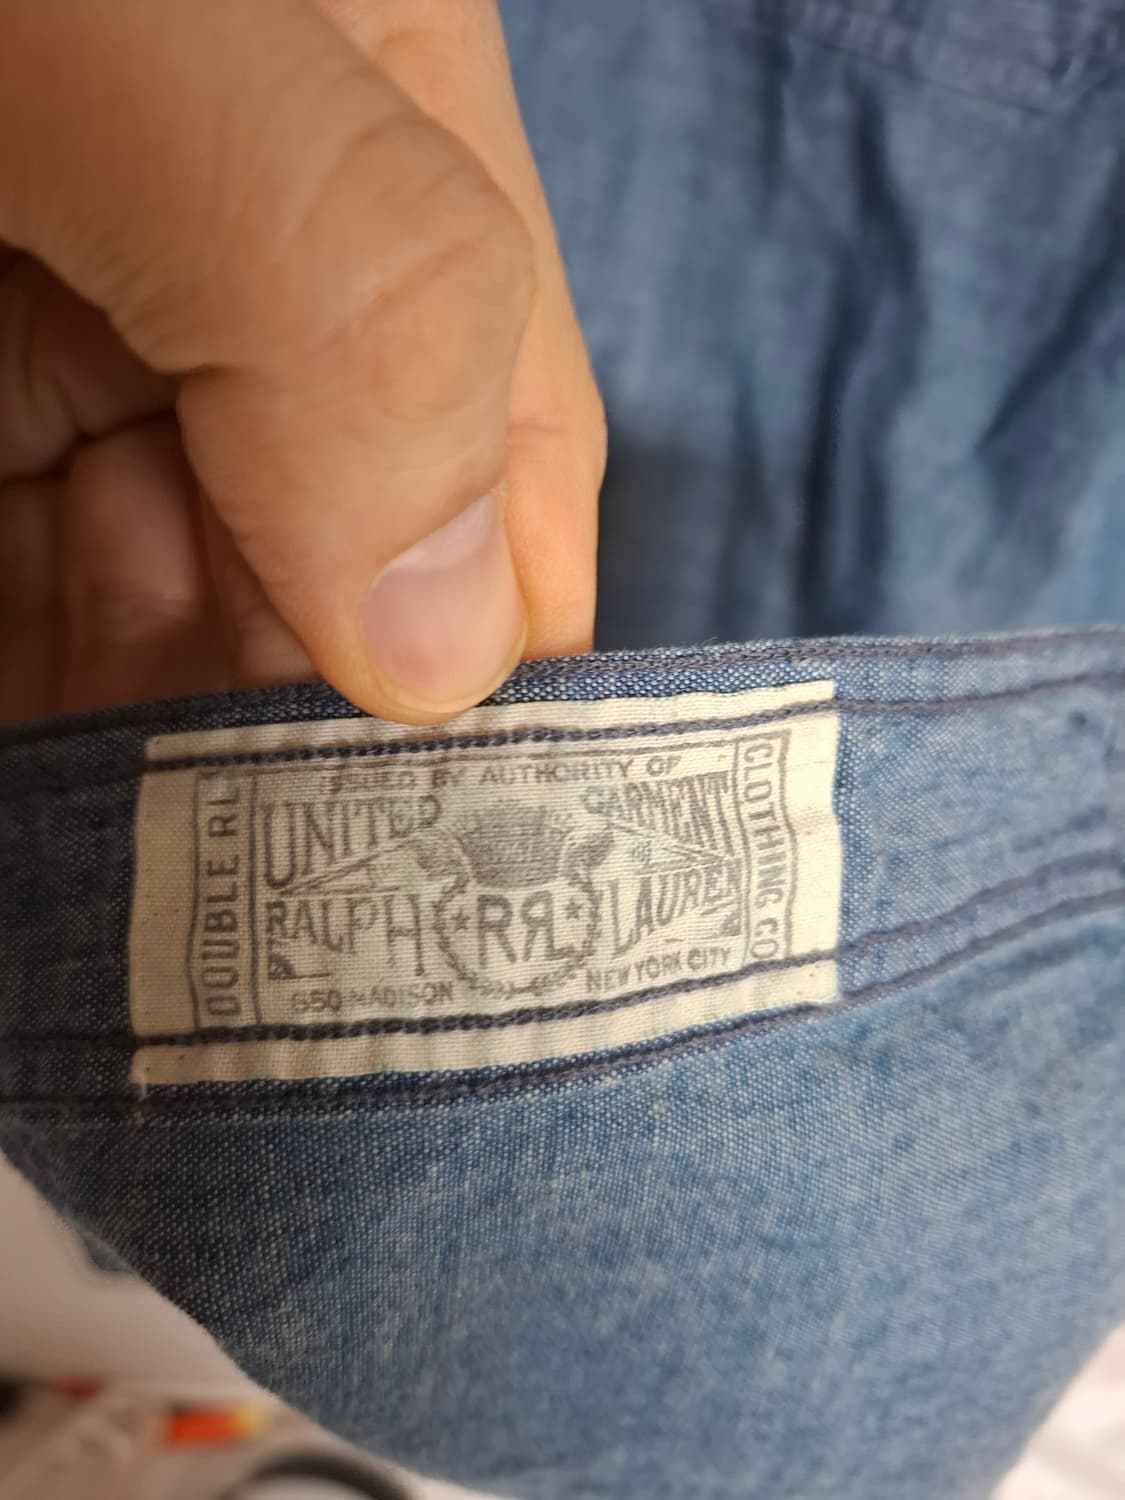 ISSUED BY AUTHORITY OF
UNITED GARMENT
RALPH RRL LAUREN
650 MADISON NEW YORK CITY
DOUBLE RL
CLOTHING CO